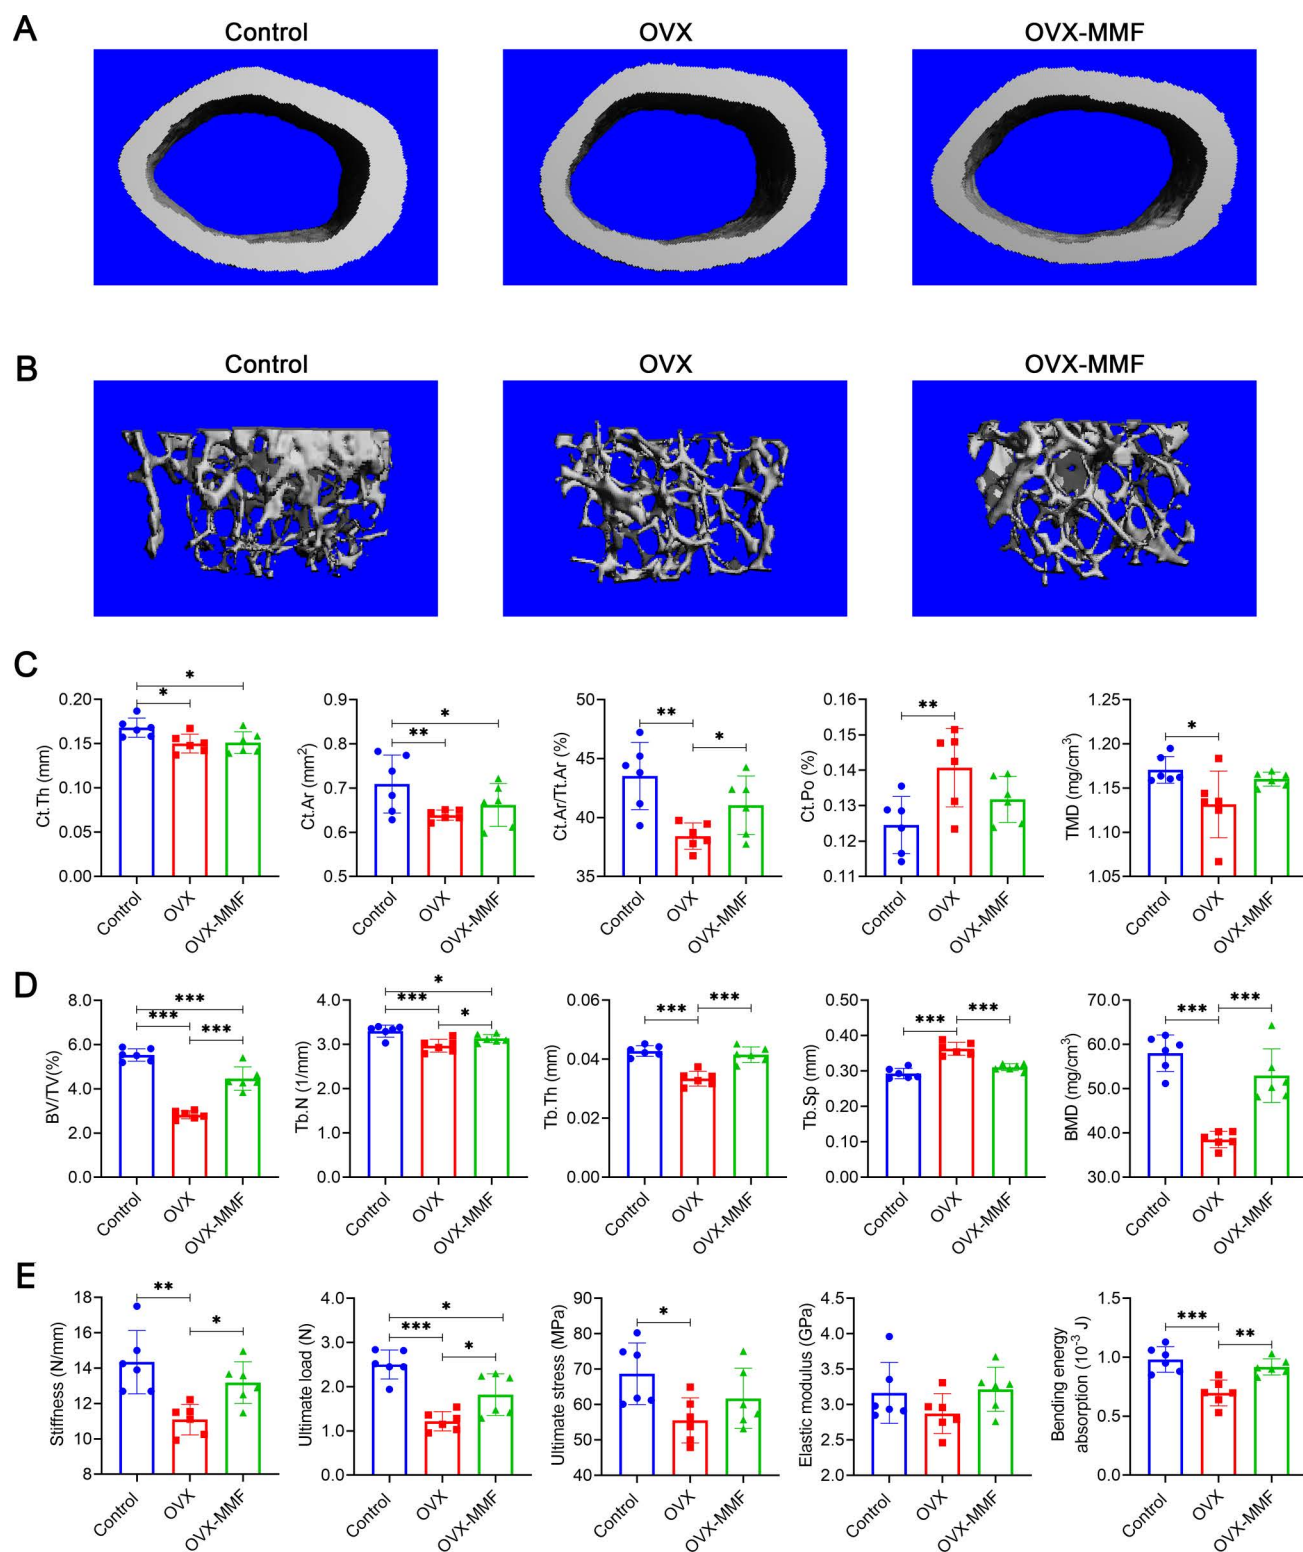 A
Control OVX OVX-MMF
B
Control OVX OVX-MMF
C
* *
Ct.Th (mm)
0.20
0.15
0.10
0.05
0.00
Control OVX OVX-MMF
* **
Ct.Ar (mm²)
0.9
0.8
0.7
0.6
0.5
Control OVX OVX-MMF
** *
Ct.Ar/Tt.Ar (%)
50
45
40
35
Control OVX OVX-MMF
**
Ct.Po (%)
0.16
0.15
0.14
0.13
0.12
0.11
Control OVX OVX-MMF
*
TMD (mg/cm³)
1.25
1.20
1.15
1.10
1.05
Control OVX OVX-MMF
D
*** *** ***
BV/TV(%)
8.0
6.0
4.0
2.0
0.0
Control OVX OVX-MMF
* *** *
Tb.N (1/mm)
4.0
3.0
2.0
1.0
0.0
Control OVX OVX-MMF
*** ***
Tb.Th (mm)
0.06
0.04
0.02
0.00
Control OVX OVX-MMF
*** ***
Tb.Sp (mm)
0.50
0.40
0.30
0.20
0.10
0.00
Control OVX OVX-MMF
*** ***
BMD (mg/cm³)
70.0
60.0
50.0
40.0
30.0
Control OVX OVX-MMF
E
** *
Stiffness (N/mm)
18
16
14
12
10
8
Control OVX OVX-MMF
* *** *
Ultimate load (N)
4.0
3.0
2.0
1.0
0.0
Control OVX OVX-MMF
*
Ultimate stress (MPa)
90
80
70
60
50
40
Control OVX OVX-MMF
Elastic modulus (GPa)
4.5
4.0
3.5
3.0
2.5
2.0
Control OVX OVX-MMF
*** **
Bending energy
absorption (10⁻³ J)
1.5
1.0
0.5
0.0
Control OVX OVX-MMF